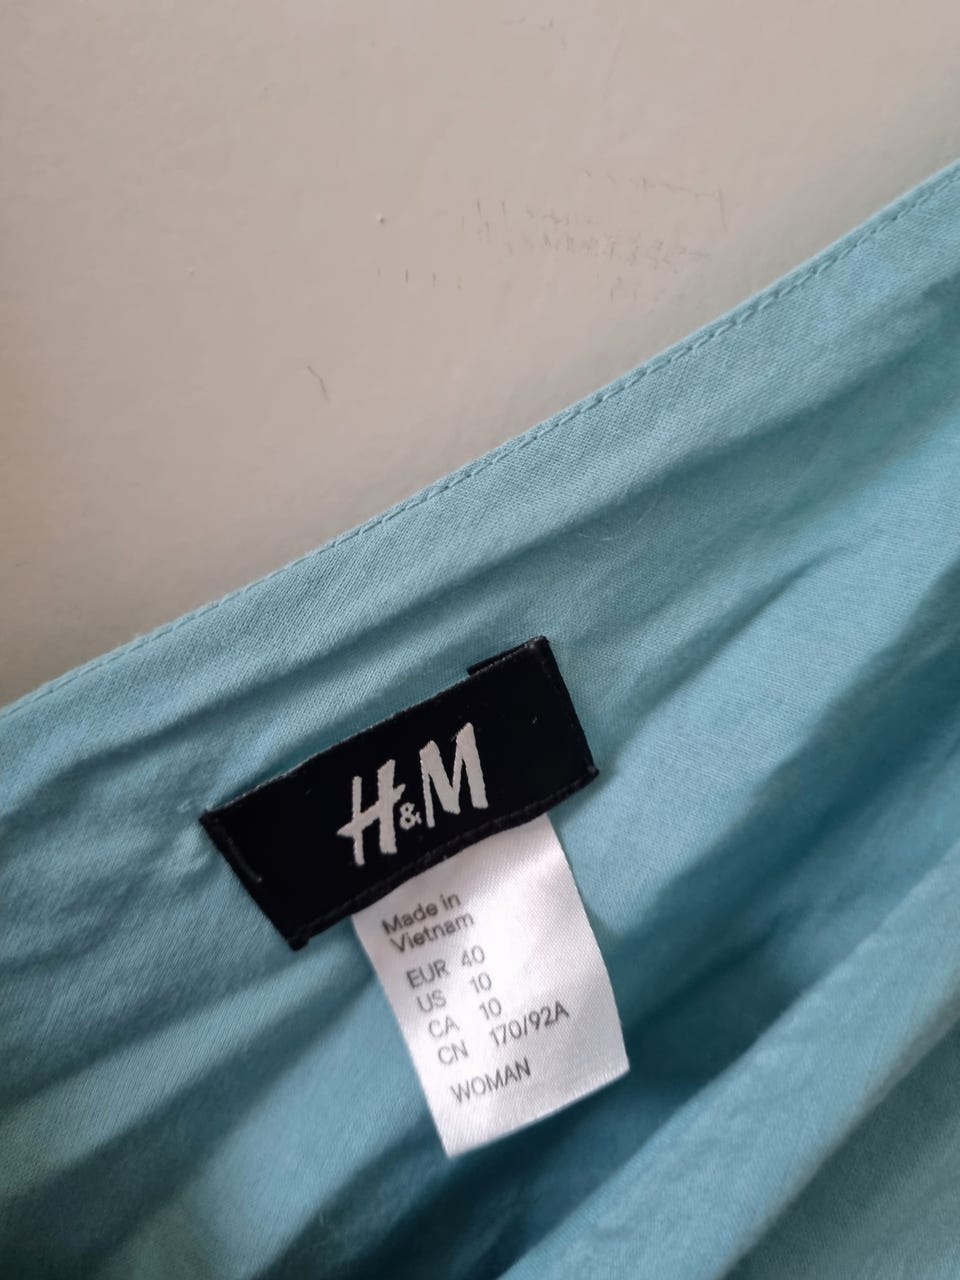 H&M
Made in
Vietnam
EUR 40
US 10
CA 10
CN 170/92A
WOMAN